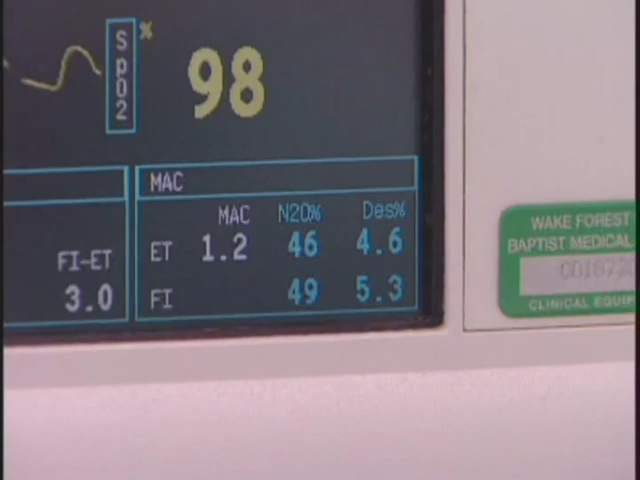 SpO2 % 98
MAC
MAC N2O% Des%
FI-ET ET 1.2 46 4.6
3.0 FI 49 5.3
WAKE FOREST
BAPTIST MEDICAL
CLINICAL EQUIP